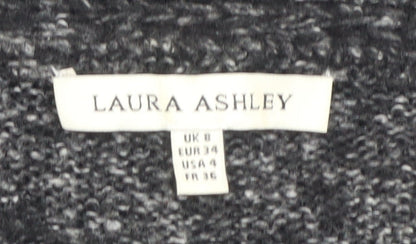 LAURA ASHLEY
UK 8
EUR 34
USA 4
FR 36